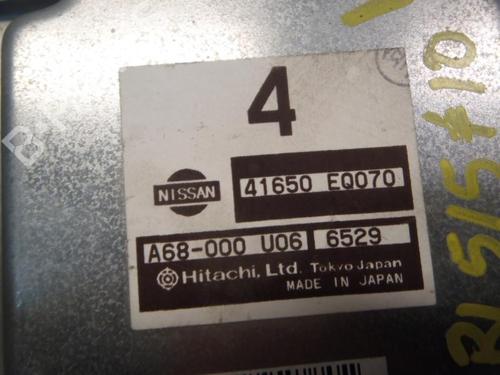 4
NISSAN
41650 EQ070
A68-000 U06 6529
Hitachi, Ltd. Tokyo Japan
MADE IN JAPAN